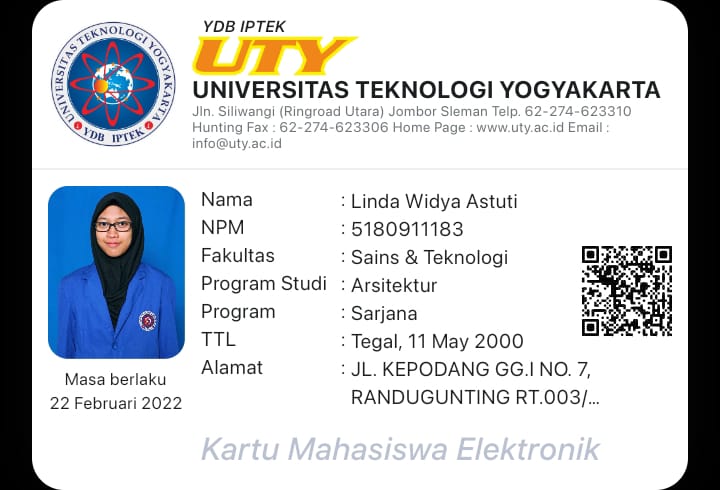 YDB IPTEK
UTY
UNIVERSITAS TEKNOLOGI YOGYAKARTA
Jln. Siliwangi (Ringroad Utara) Jombor Sleman Telp. 62-274-623310
Hunting Fax : 62-274-623306 Home Page : www.uty.ac.id Email :
info@uty.ac.id
UNIVERSITAS TEKNOLOGI YOGYAKARTA
YDB IPTEK
Nama : Linda Widya Astuti
NPM : 5180911183
Fakultas : Sains & Teknologi
Program Studi : Arsitektur
Program : Sarjana
TTL : Tegal, 11 May 2000
Alamat : JL. KEPODANG GG.I NO. 7,
RANDUGUNTING RT.003/...
Masa berlaku
22 Februari 2022
Kartu Mahasiswa Elektronik